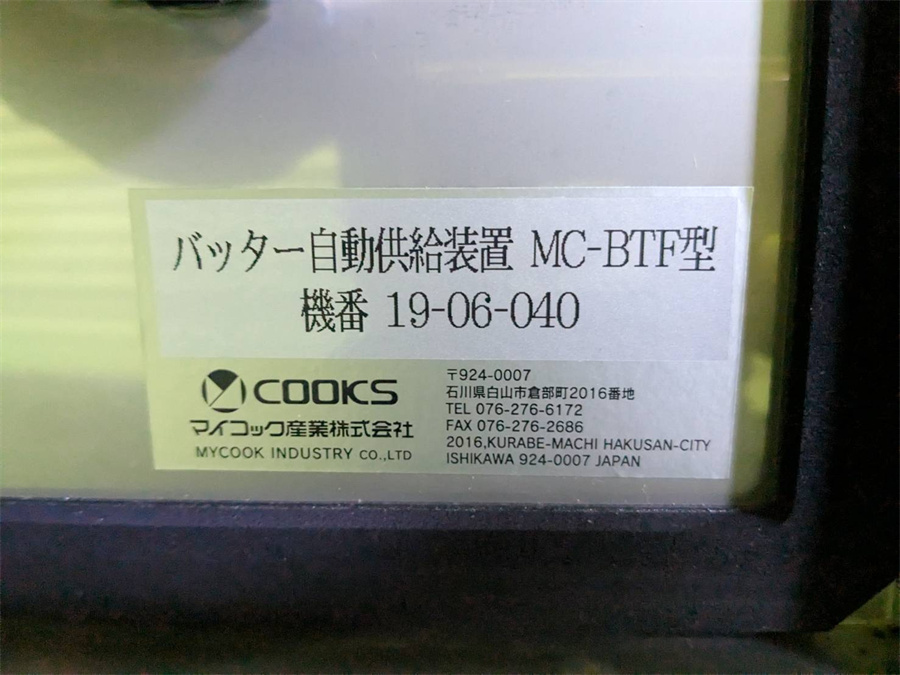 バッター自動供給装置 MC-BTF型
機番 19-06-040
COOKS
マイコック産業株式会社
MYCOOK INDUSTRY CO.,LTD
〒924-0007
石川県白山市倉部町2016番地
TEL 076-276-6172
FAX 076-276-2686
2016,KURABE-MACHI HAKUSAN-CITY
ISHIKAWA 924-0007 JAPAN